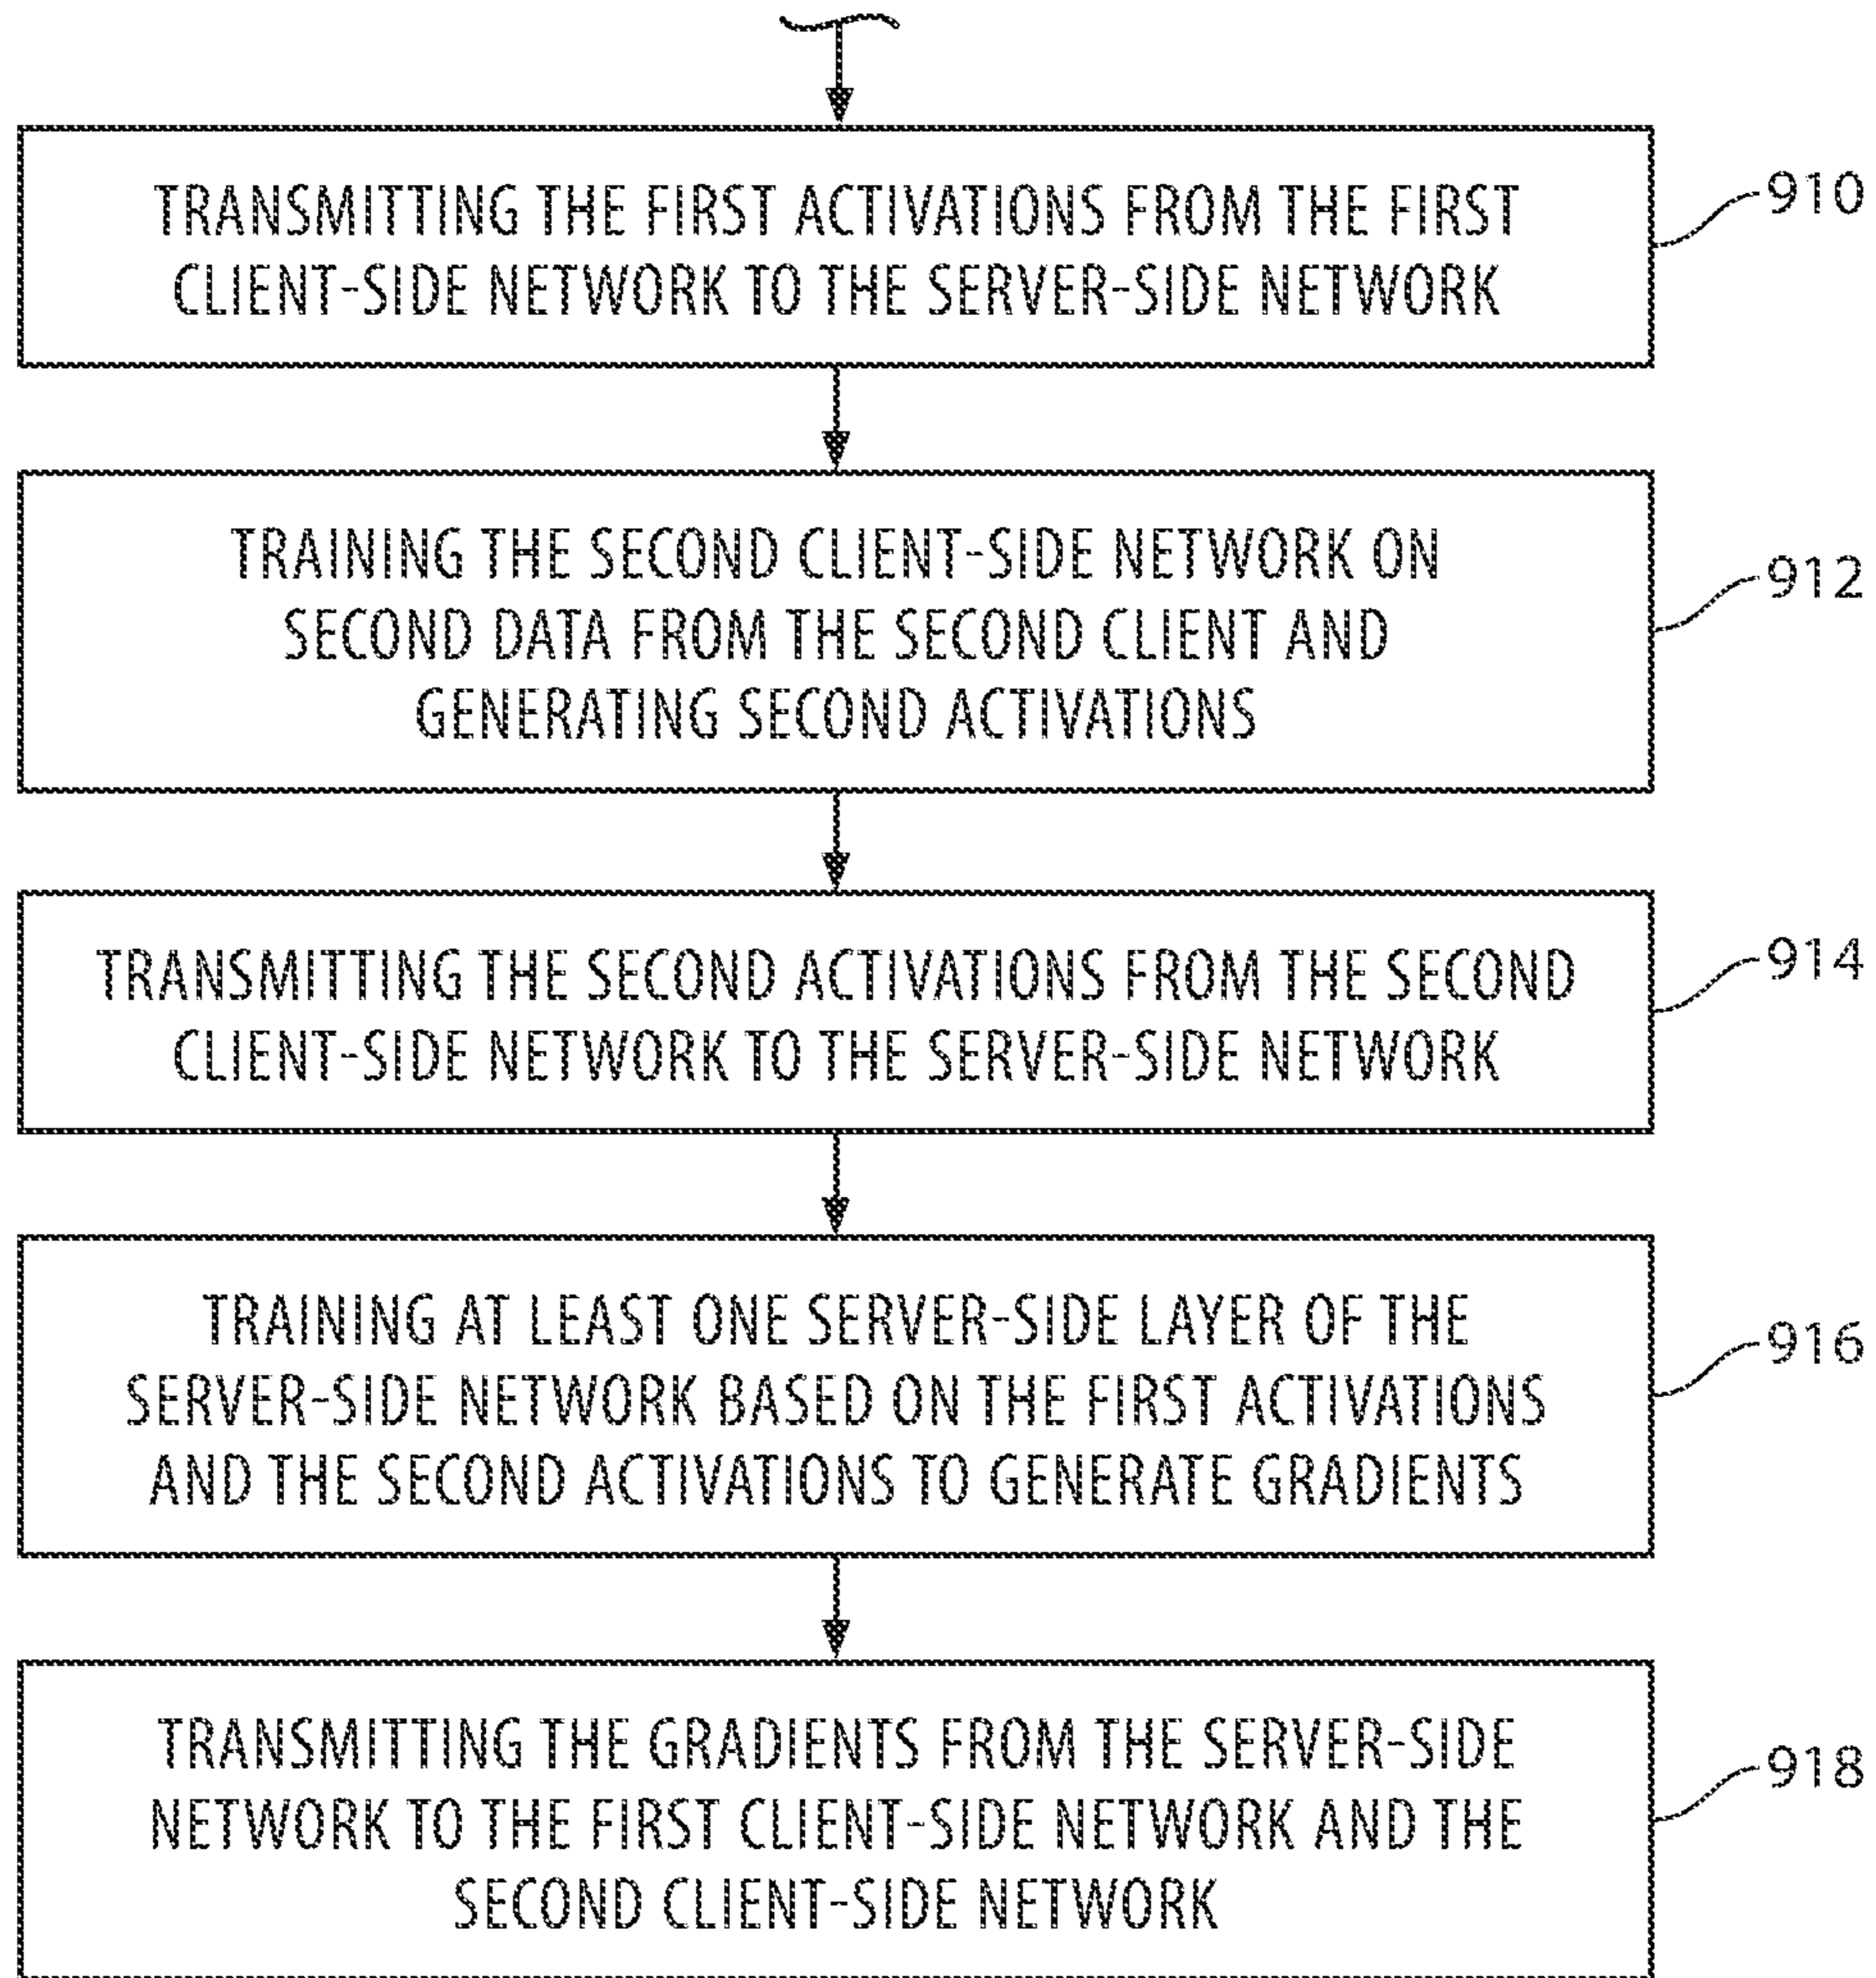 TRANSMITTING THE FIRST ACTIVATIONS FROM THE FIRST
CLIENT-SIDE NETWORK TO THE SERVER-SIDE NETWORK
910
TRAINING THE SECOND CLIENT-SIDE NETWORK ON
SECOND DATA FROM THE SECOND CLIENT AND
GENERATING SECOND ACTIVATIONS
912
TRANSMITTING THE SECOND ACTIVATIONS FROM THE SECOND
CLIENT-SIDE NETWORK TO THE SERVER-SIDE NETWORK
914
TRAINING AT LEAST ONE SERVER-SIDE LAYER OF THE
SERVER-SIDE NETWORK BASED ON THE FIRST ACTIVATIONS
AND THE SECOND ACTIVATIONS TO GENERATE GRADIENTS
916
TRANSMITTING THE GRADIENTS FROM THE SERVER-SIDE
NETWORK TO THE FIRST CLIENT-SIDE NETWORK AND THE
SECOND CLIENT-SIDE NETWORK
918